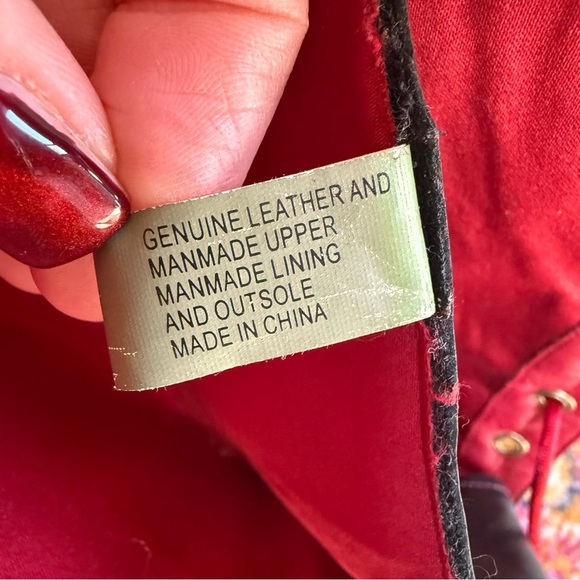 GENUINE LEATHER AND
MANMADE UPPER
MANMADE LINING
AND OUTSOLE
MADE IN CHINA